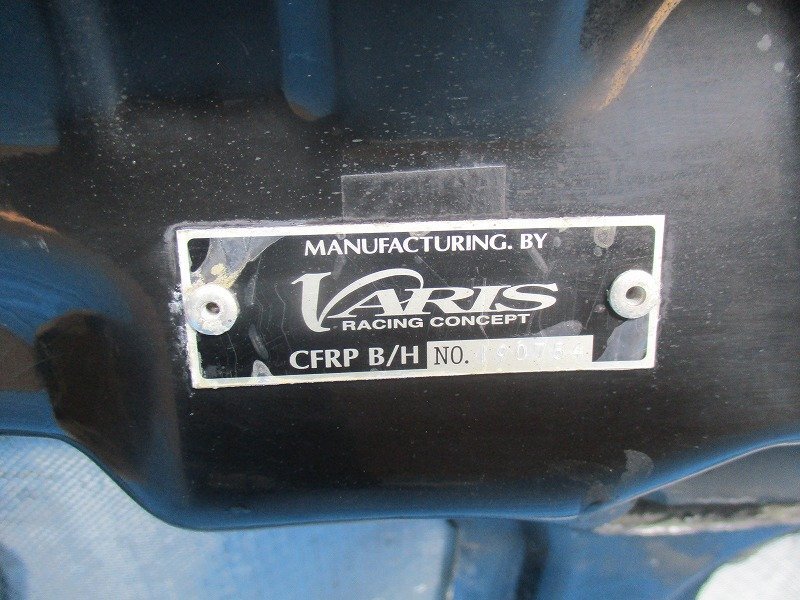 MANUFACTURING. BY
VARIS
RACING CONCEPT
CFRP B/H NO.